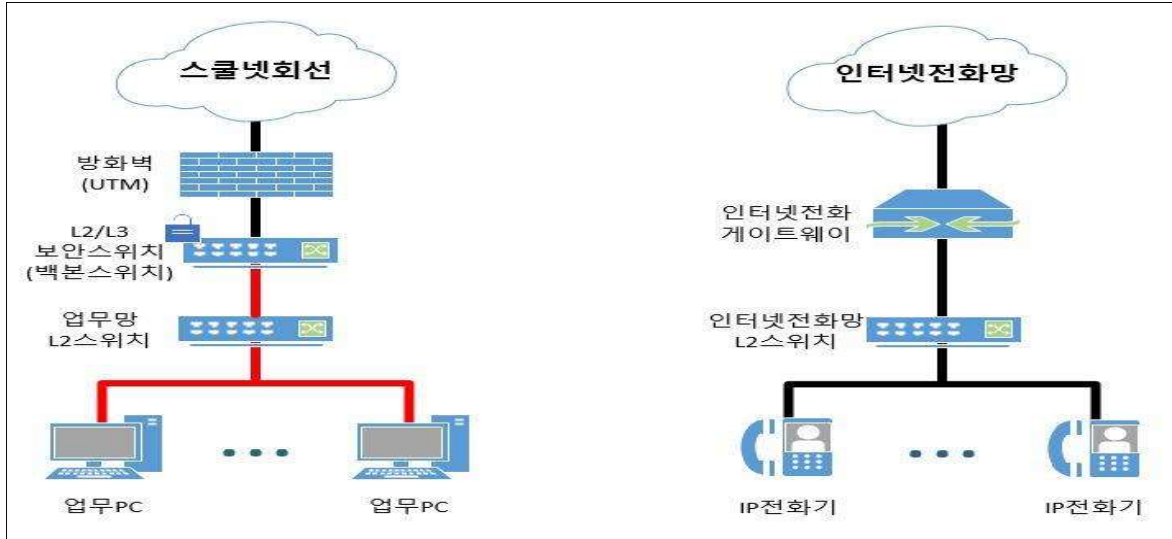 스쿨넷회선
방화벽
(UTM)
L2/L3
보안스위치
(백본스위치)
업무망
L2스위치
업무PC
업무PC
인터넷전화망
인터넷전화
게이트웨이
인터넷전화망
L2스위치
IP전화기
IP전화기